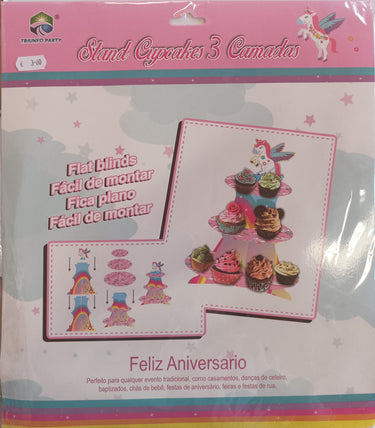 TRIUNFO PARTY
Stand Cupcakes 3 Camadas
€ 3.00
Flat blinds
Fácil de montar
Fica plano
Fácil de montar
Feliz Aniversario
Perfeito para qualquer evento tradicional, como casamentos, danças de celeiro,
baptizados, chás de bebê, festas de aniversário, feiras e festas de rua.